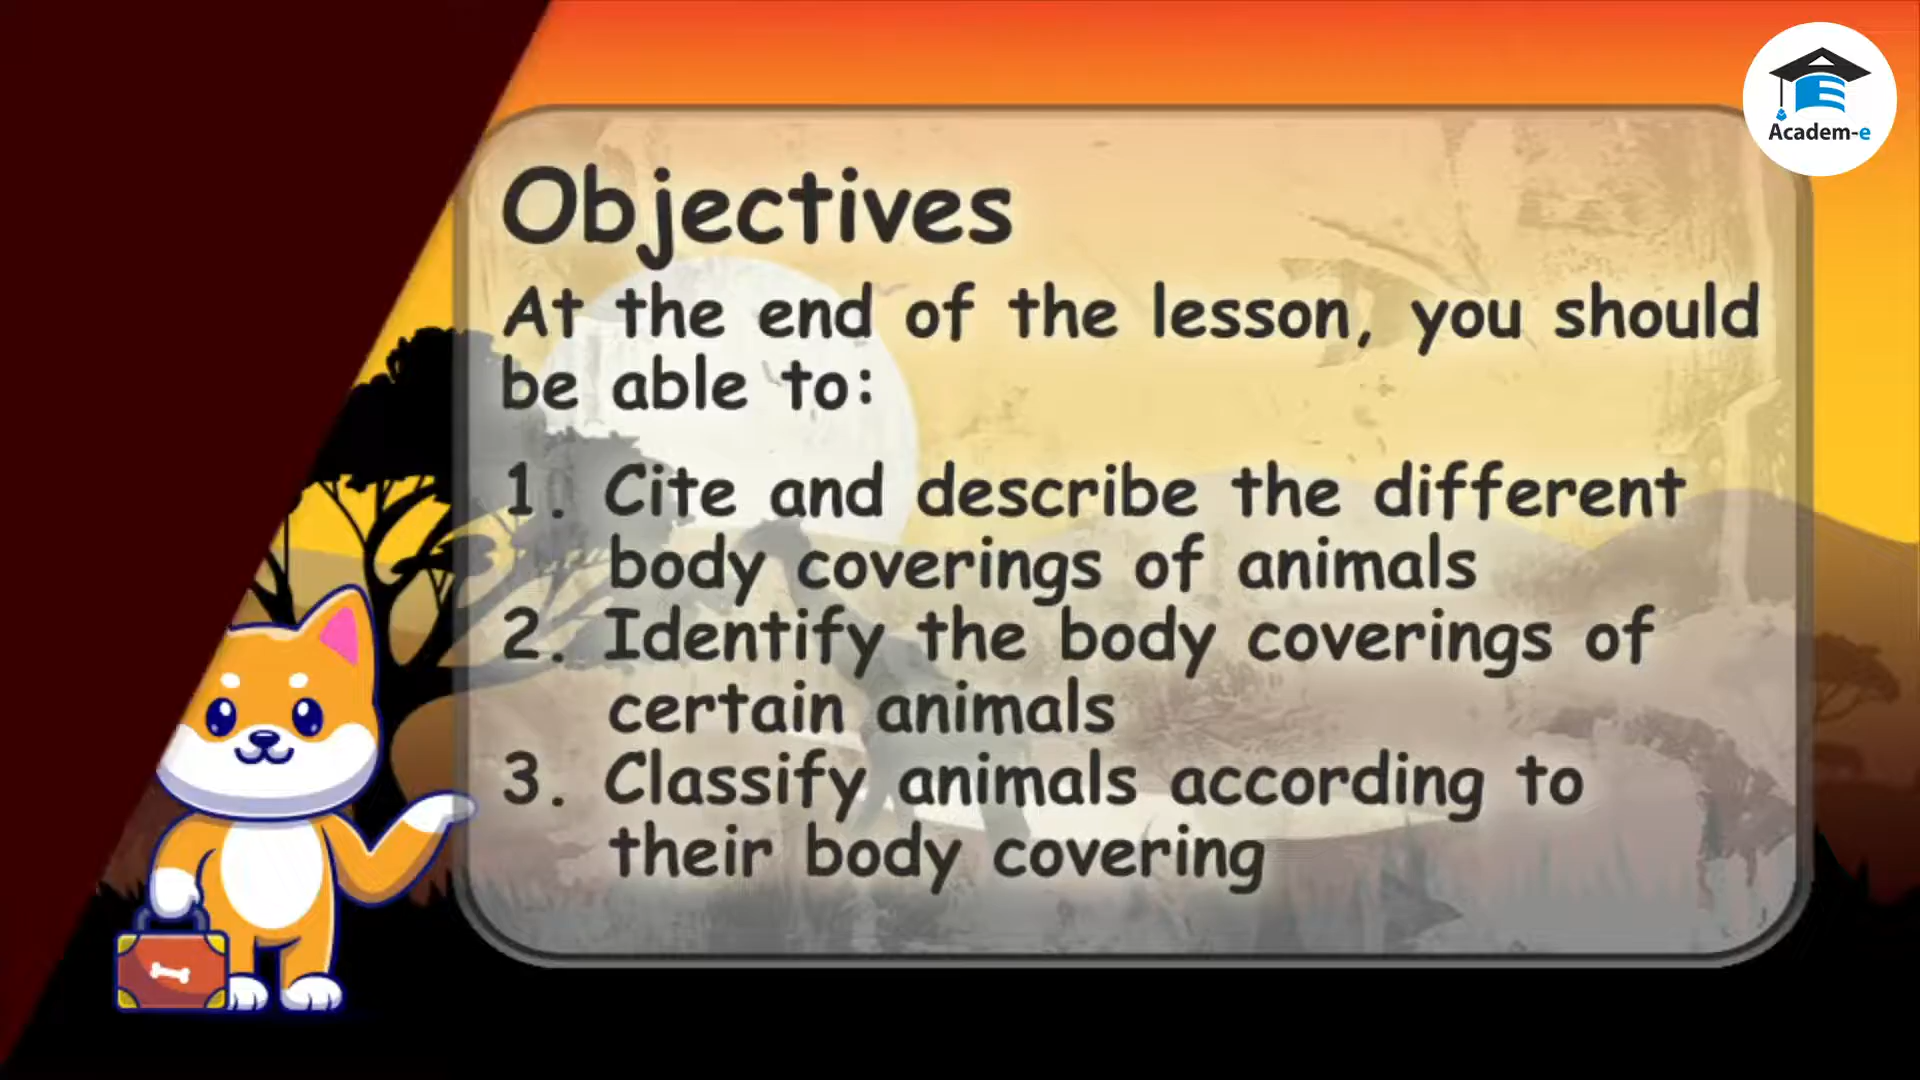 Academ-e
Objectives
At the end of the lesson, you should
be able to:
1. Cite and describe the different
body coverings of animals
2. Identify the body coverings of
certain animals
3. Classify animals according to
their body covering